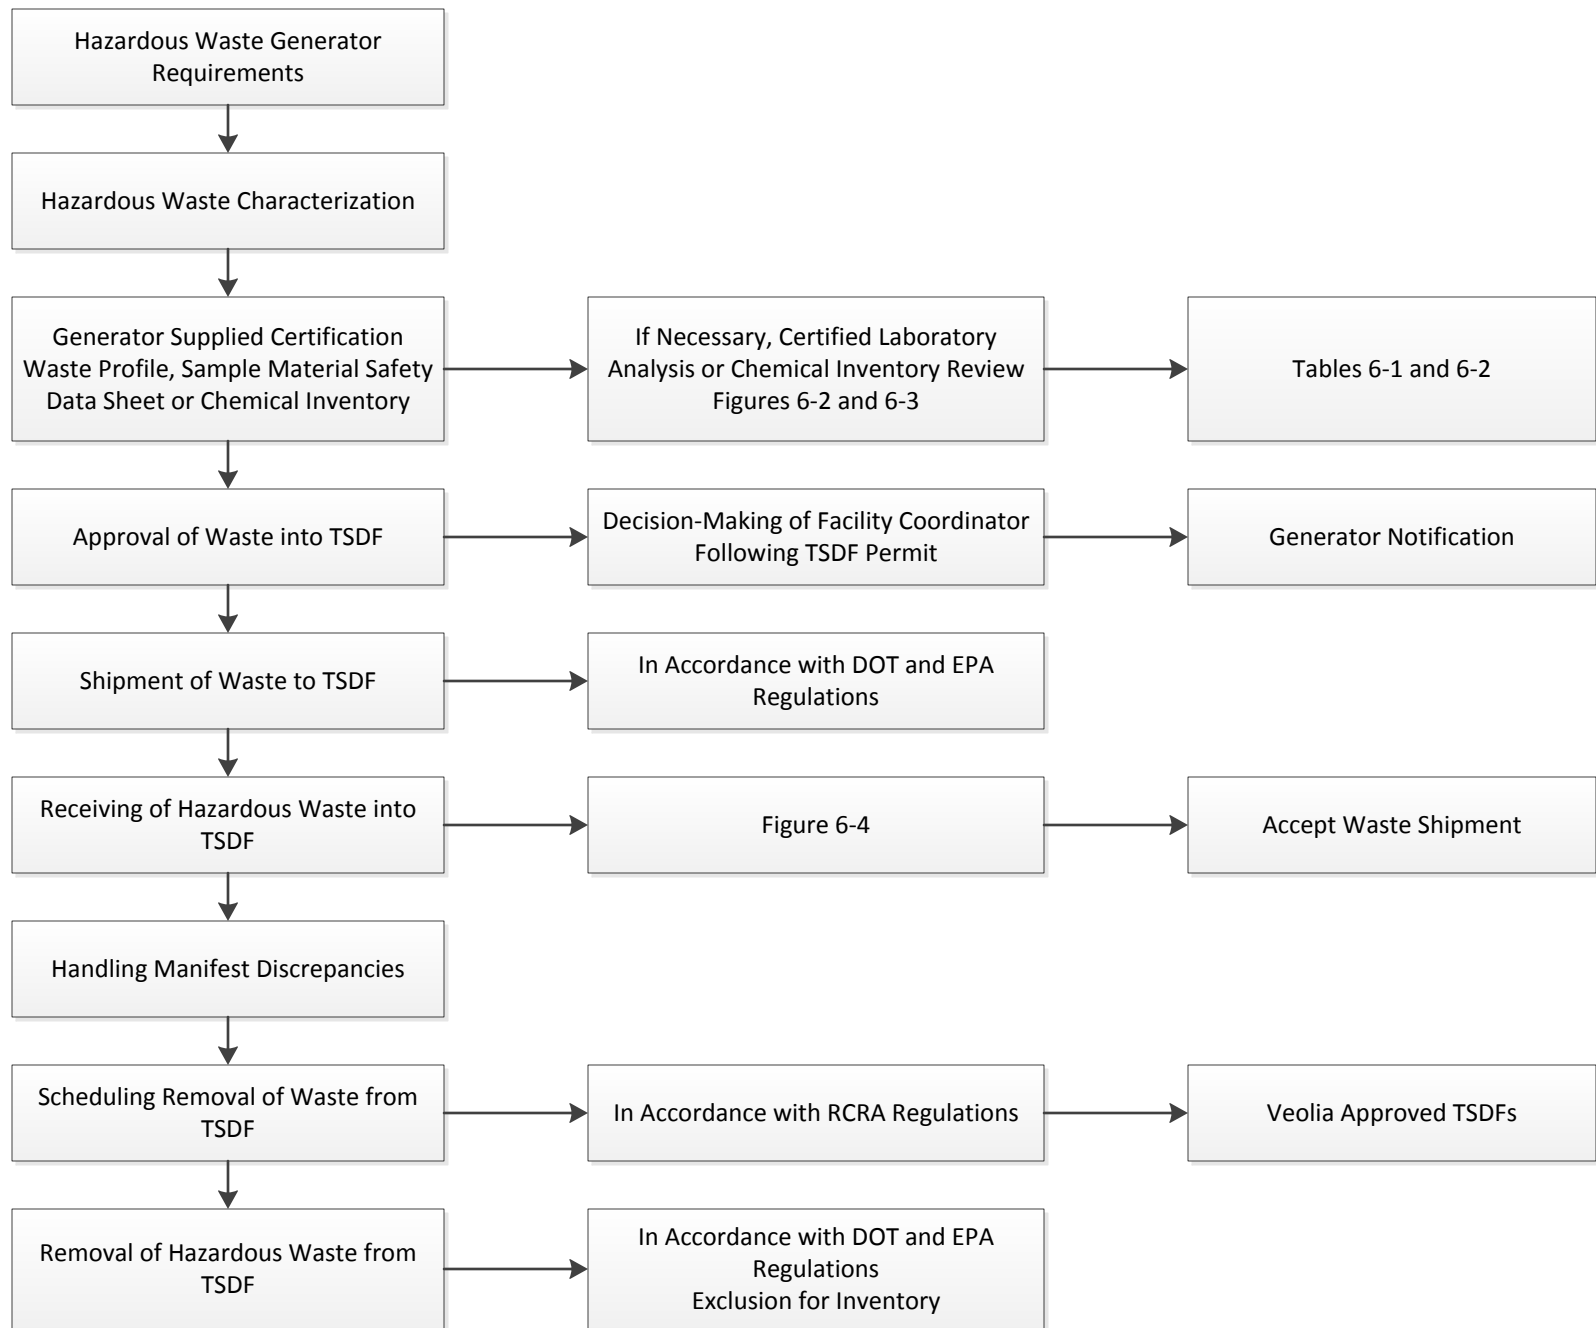 Hazardous Waste Generator
Requirements
Hazardous Waste Characterization
Generator Supplied Certification
Waste Profile, Sample Material Safety
Data Sheet or Chemical Inventory
If Necessary, Certified Laboratory
Analysis or Chemical Inventory Review
Figures 6-2 and 6-3
Tables 6-1 and 6-2
Approval of Waste into TSDF
Decision-Making of Facility Coordinator
Following TSDF Permit
Generator Notification
Shipment of Waste to TSDF
In Accordance with DOT and EPA
Regulations
Receiving of Hazardous Waste into
TSDF
Figure 6-4
Accept Waste Shipment
Handling Manifest Discrepancies
Scheduling Removal of Waste from
TSDF
In Accordance with RCRA Regulations
Veolia Approved TSDFs
Removal of Hazardous Waste from
TSDF
In Accordance with DOT and EPA
Regulations
Exclusion for Inventory